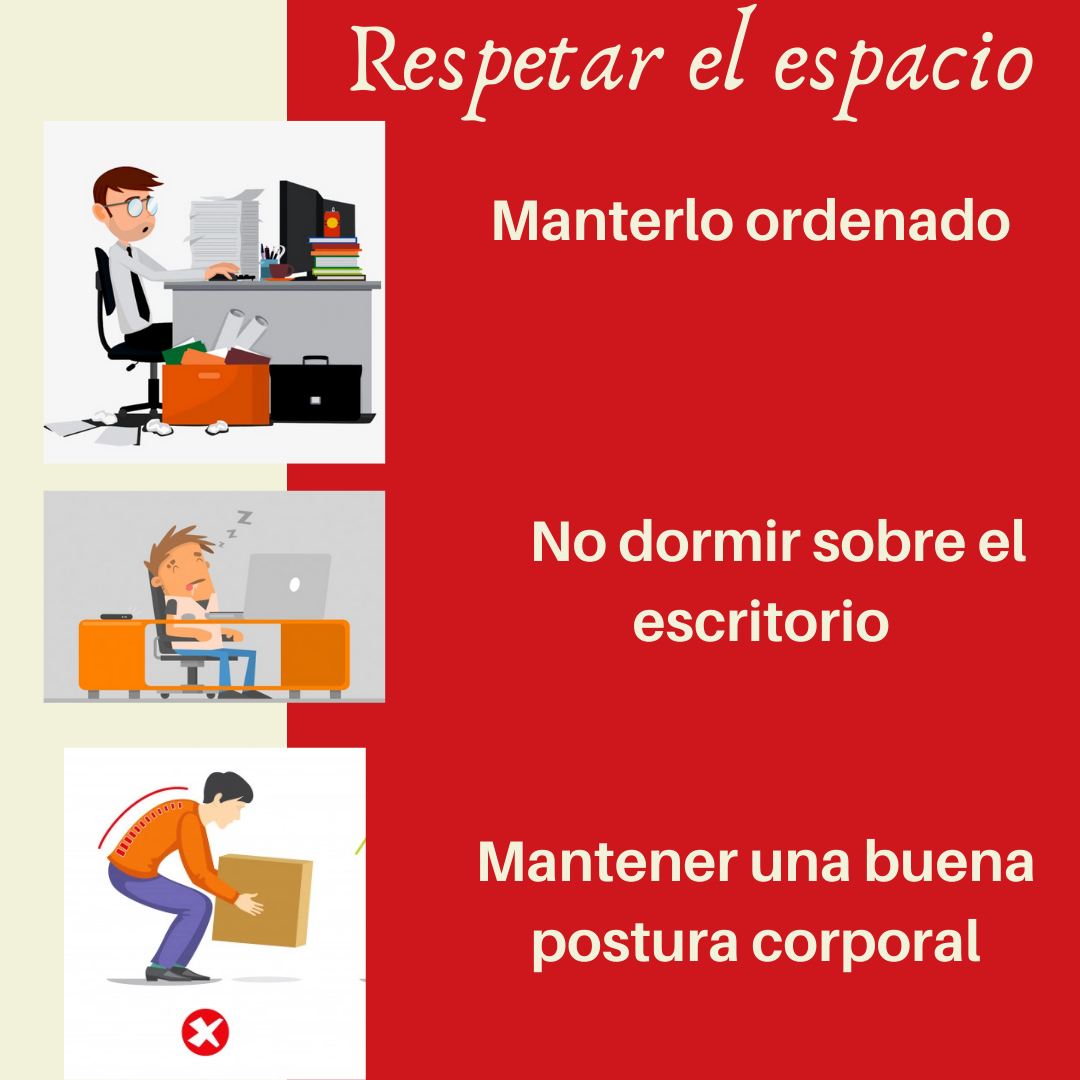 Respetar el espacio
Manterlo ordenado
No dormir sobre el
escritorio
Mantener una buena
postura corporal
z
z
Z